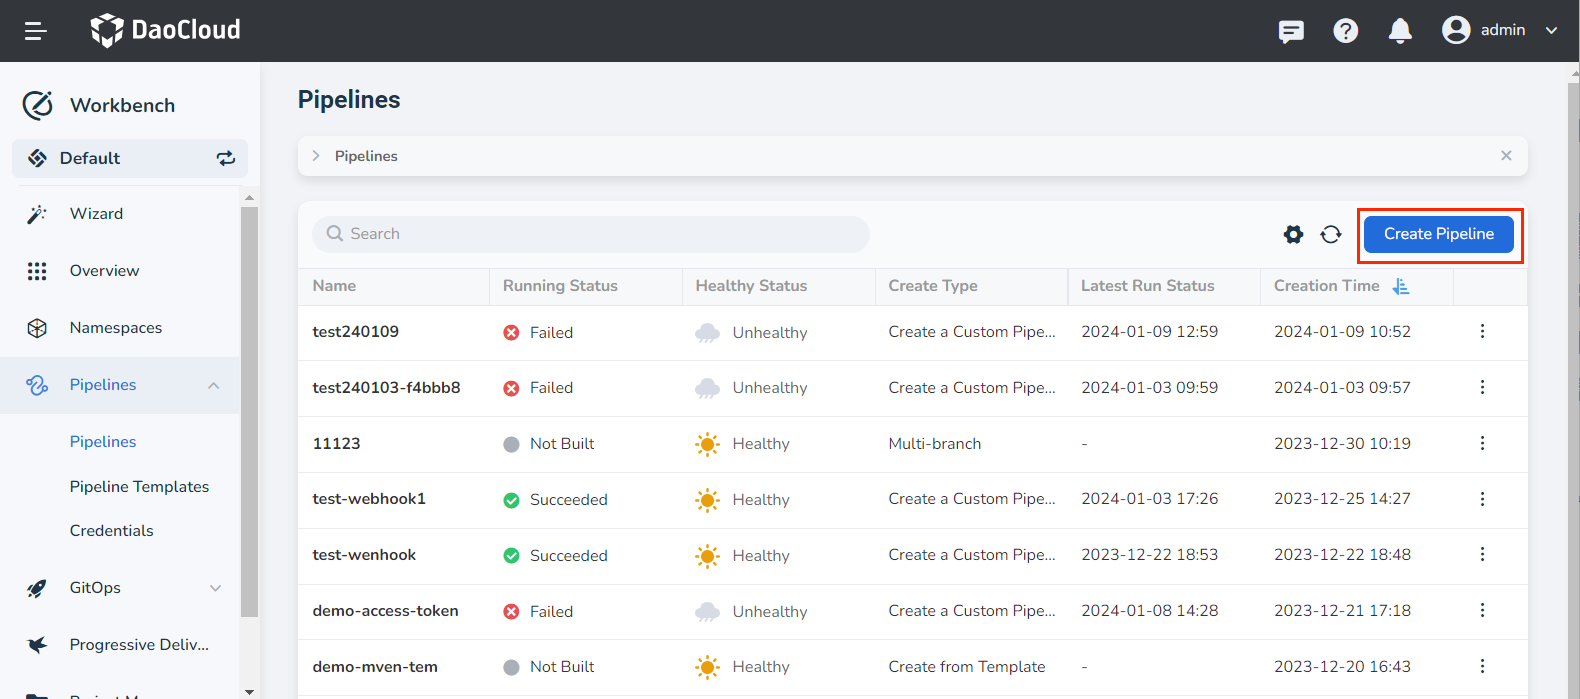 DaoCloud
admin
Workbench
Default
Wizard
Overview
Namespaces
Pipelines
Pipelines
Pipeline Templates
Credentials
GitOps
Progressive Deliv...
Pipelines
Pipelines
Search
Create Pipeline
Name Running Status Healthy Status Create Type Latest Run Status Creation Time
test240109 Failed Unhealthy Create a Custom Pipe... 2024-01-09 12:59 2024-01-09 10:52
test240103-f4bbb8 Failed Unhealthy Create a Custom Pipe... 2024-01-03 09:59 2024-01-03 09:57
11123 Not Built Healthy Multi-branch - 2023-12-30 10:19
test-webhook1 Succeeded Healthy Create a Custom Pipe... 2024-01-03 17:26 2023-12-25 14:27
test-wenhook Succeeded Healthy Create a Custom Pipe... 2023-12-22 18:53 2023-12-22 18:48
demo-access-token Failed Unhealthy Create a Custom Pipe... 2024-01-08 14:28 2023-12-21 17:18
demo-mven-tem Not Built Healthy Create from Template - 2023-12-20 16:43